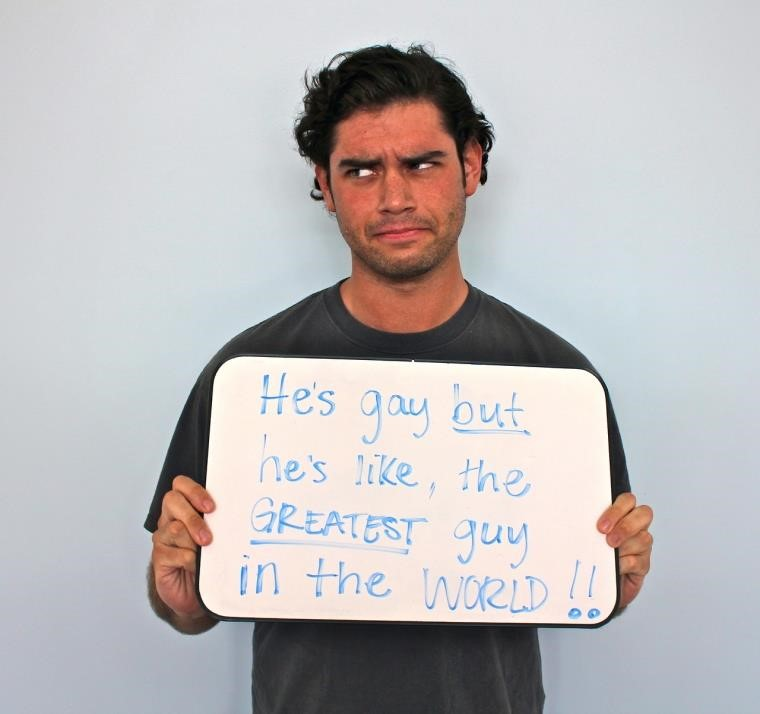 He's gay but
he's like, the
GREATEST guy
in the WORLD!!